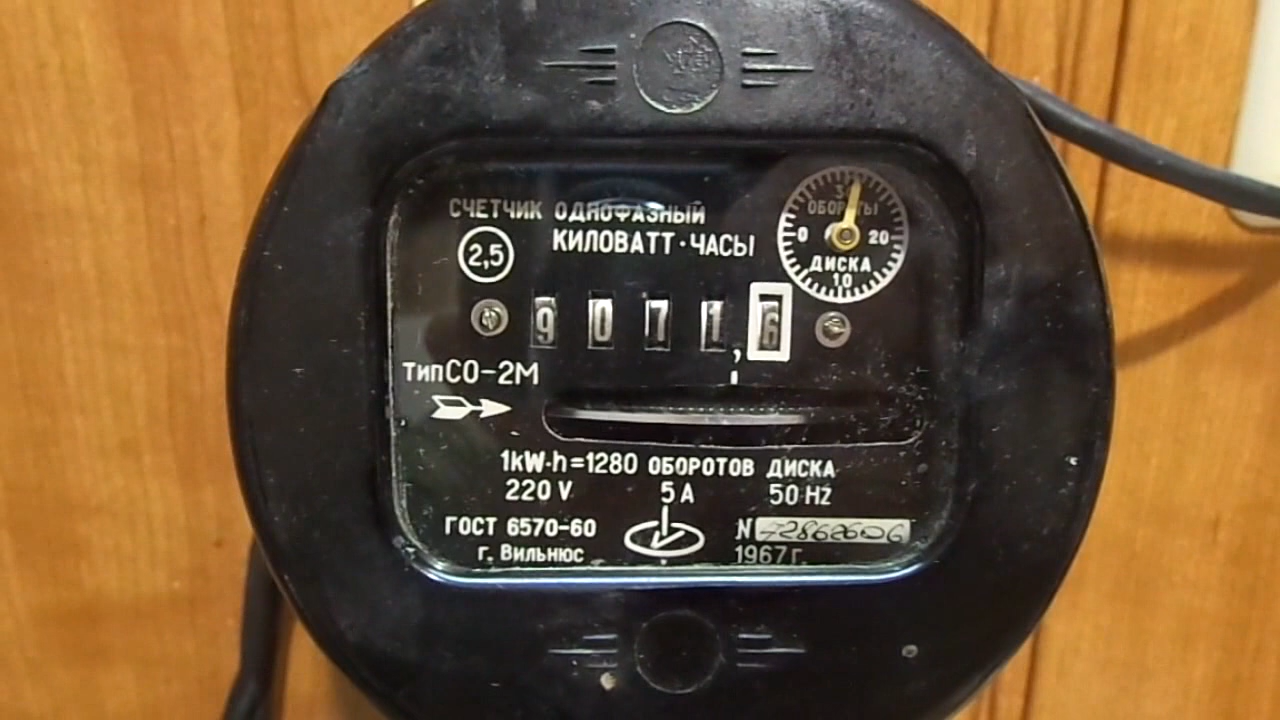 СЧЕТЧИК ОДНОФАЗНЫЙ
КИЛОВАТТ·ЧАСЫ
2,5
ОБОРОТЫ
0 20
ДИСКА
10
9 0 7 1, 6
тип СО-2М
1kW·h=1280 ОБОРОТОВ ДИСКА
220 V 5 A 50 Hz
ГОСТ 6570-60
г. Вильнюс
N
1967 г.